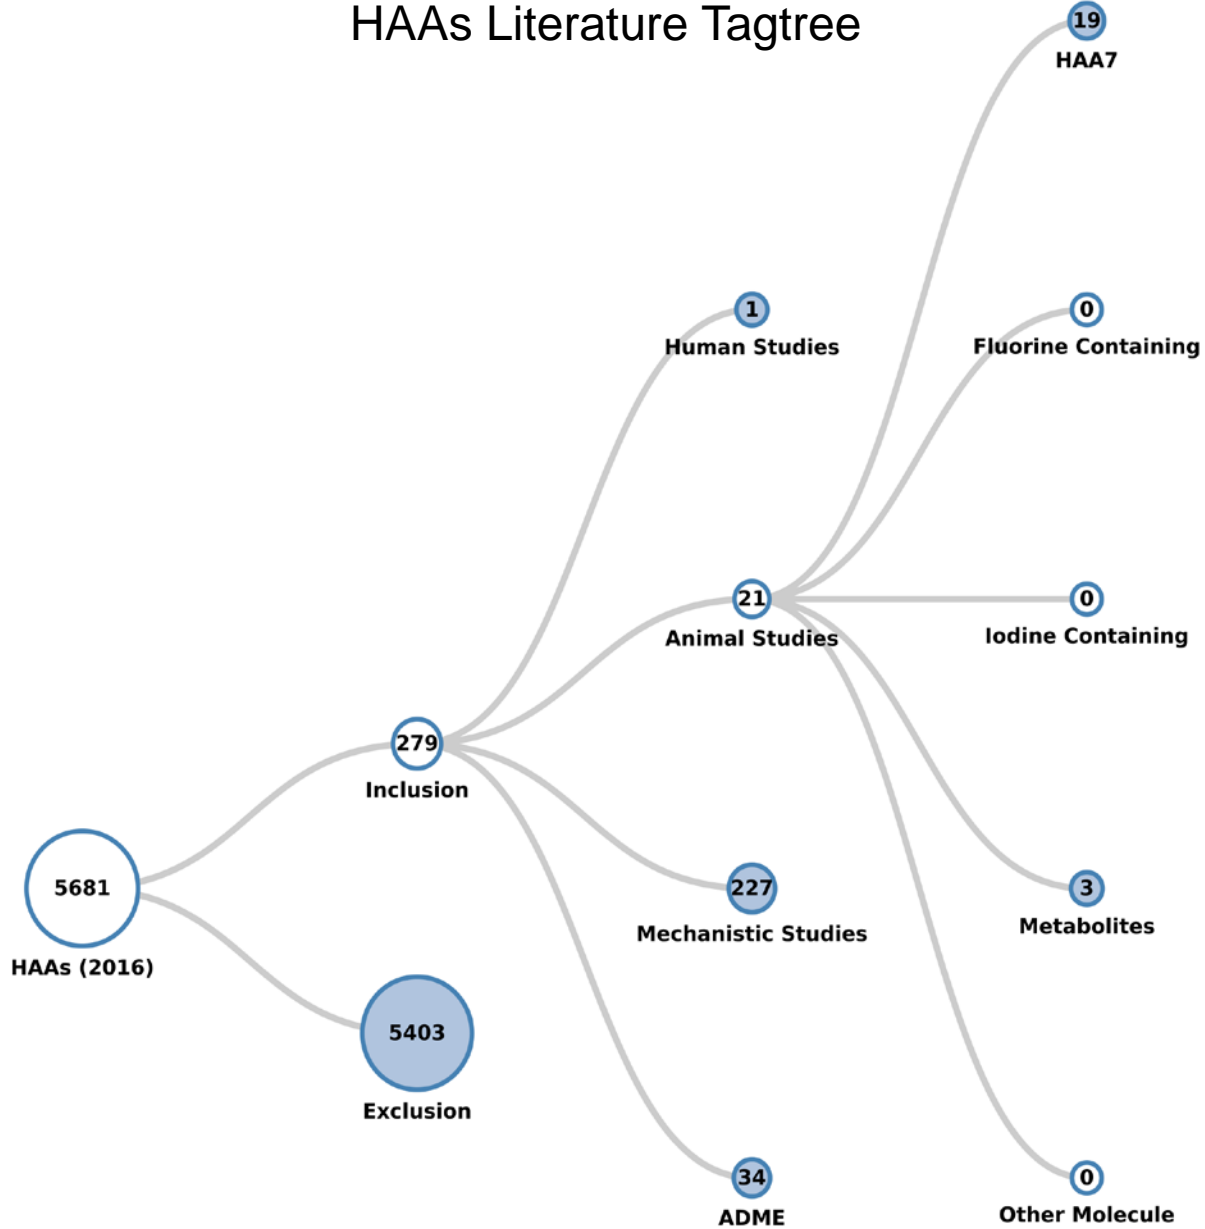 HAAs Literature Tagtree
19
HAA7
1
Human Studies
0
Fluorine Containing
21
Animal Studies
0
Iodine Containing
279
Inclusion
5681
HAAs (2016)
227
Mechanistic Studies
3
Metabolites
5403
Exclusion
34
ADME
0
Other Molecule